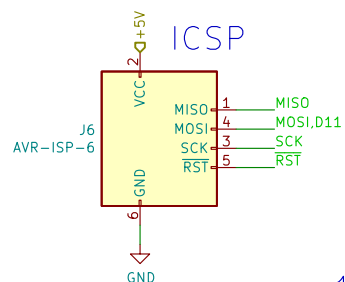 ICSP
+5V
2
VCC
J6
AVR-ISP-6
MISO 1 MISO
MOSI 4 MOSI,D11
SCK 3 SCK
RST 5 RST
GND
6
GND